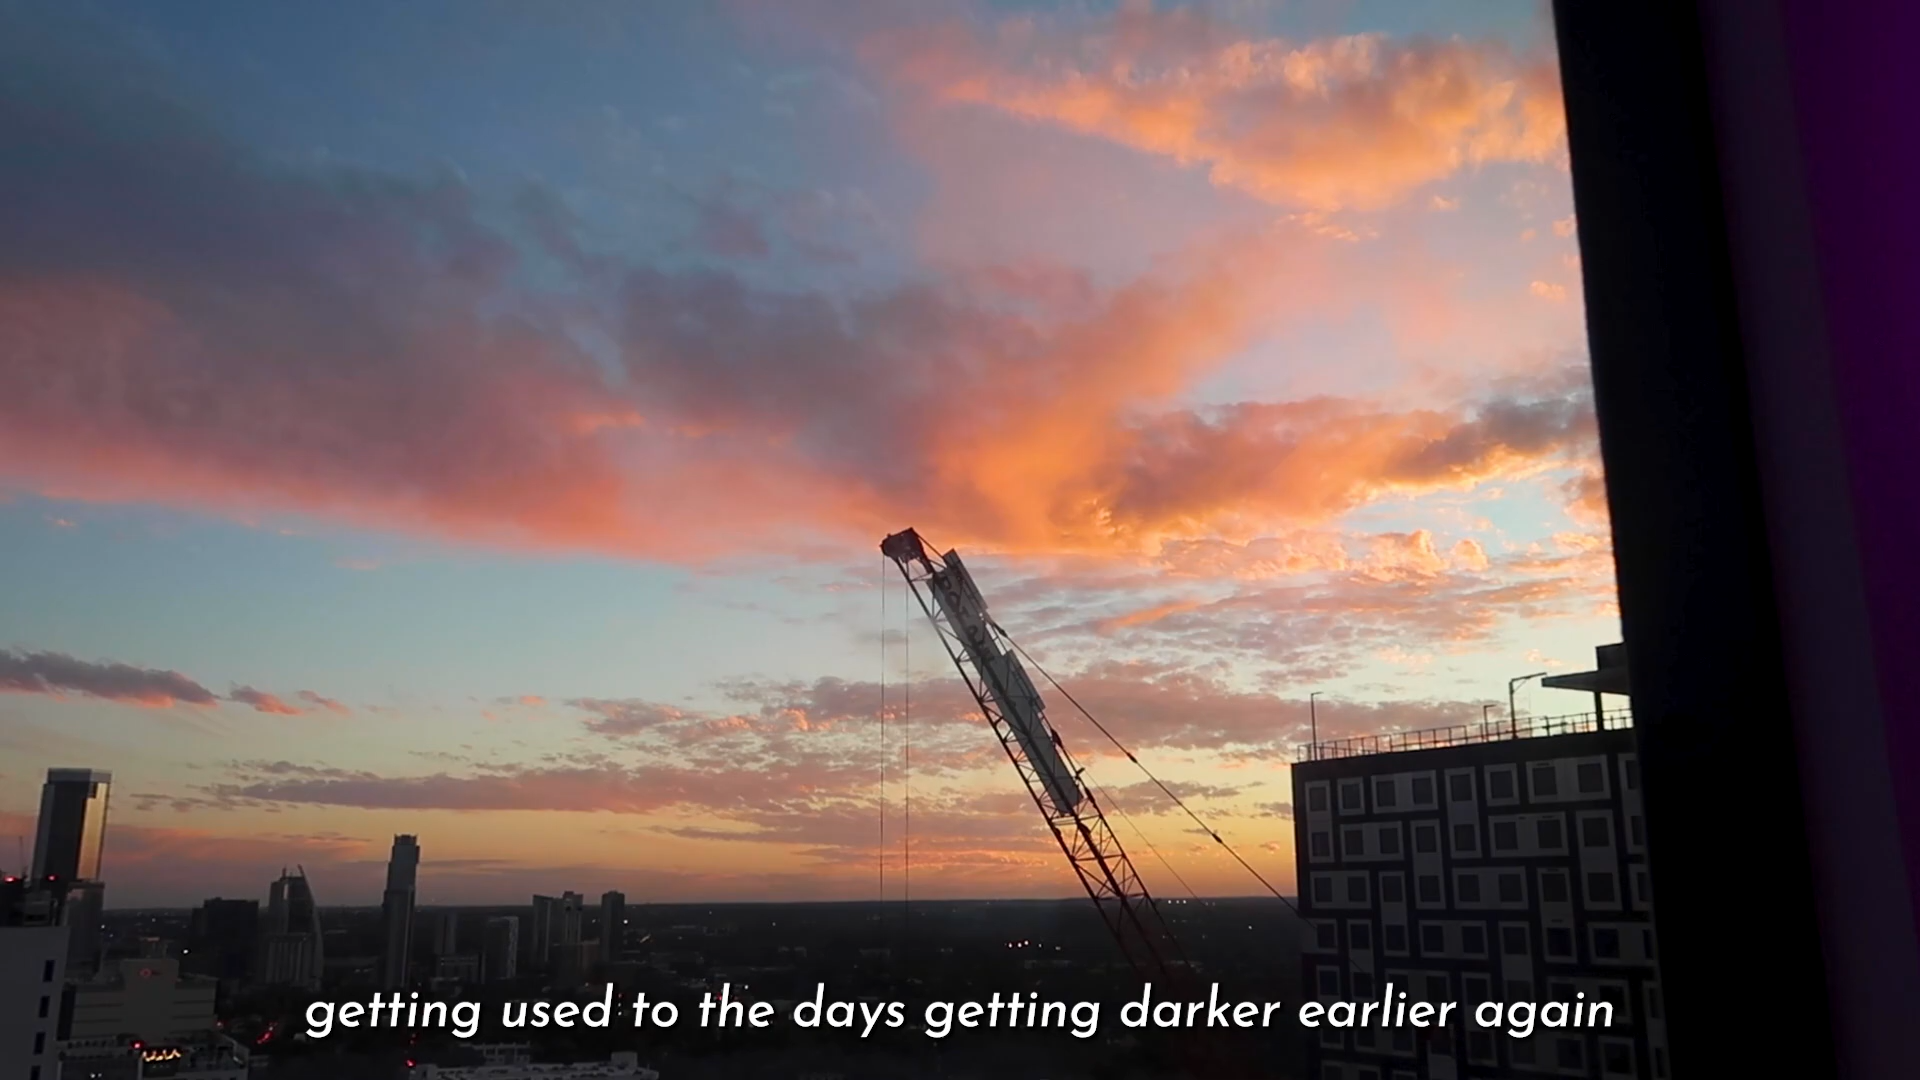 getting used to the days getting darker earlier again